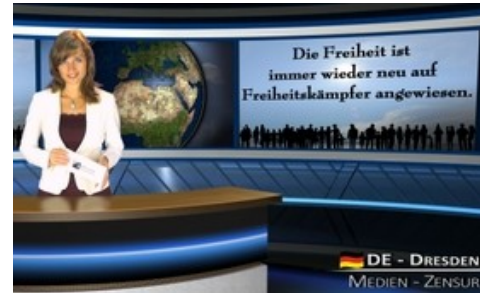 Die Freiheit ist
immer wieder neu auf
Freiheitskämpfer angewiesen.
DE - DRESDEN
MEDIEN - ZENSUR